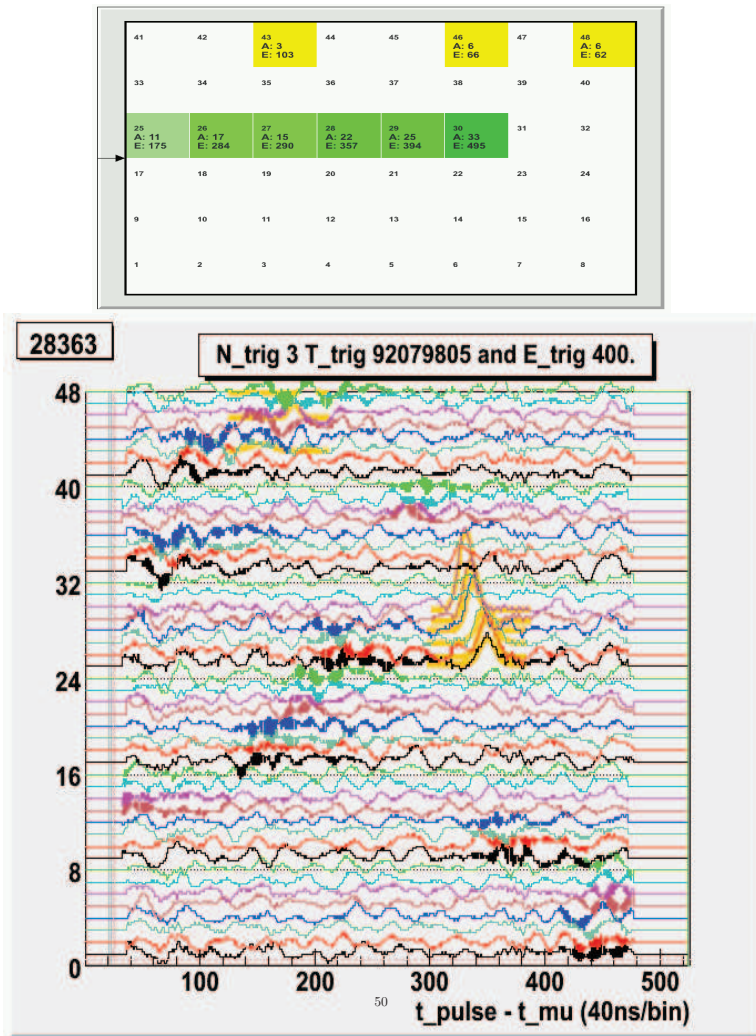 41 42 43 44 45 46 47 48
A: 3 A: 6 A: 6
E: 103 E: 66 E: 62
33 34 35 36 37 38 39 40
25 26 27 28 29 30 31 32
A: 11 A: 17 A: 15 A: 22 A: 25 A: 33
E: 175 E: 284 E: 290 E: 357 E: 394 E: 495
17 18 19 20 21 22 23 24
9 10 11 12 13 14 15 16
1 2 3 4 5 6 7 8
28363
N_trig 3 T_trig 92079805 and E_trig 400.
48
40
32
24
16
8
0
100 200 300 400 500
50
t_pulse - t_mu (40ns/bin)